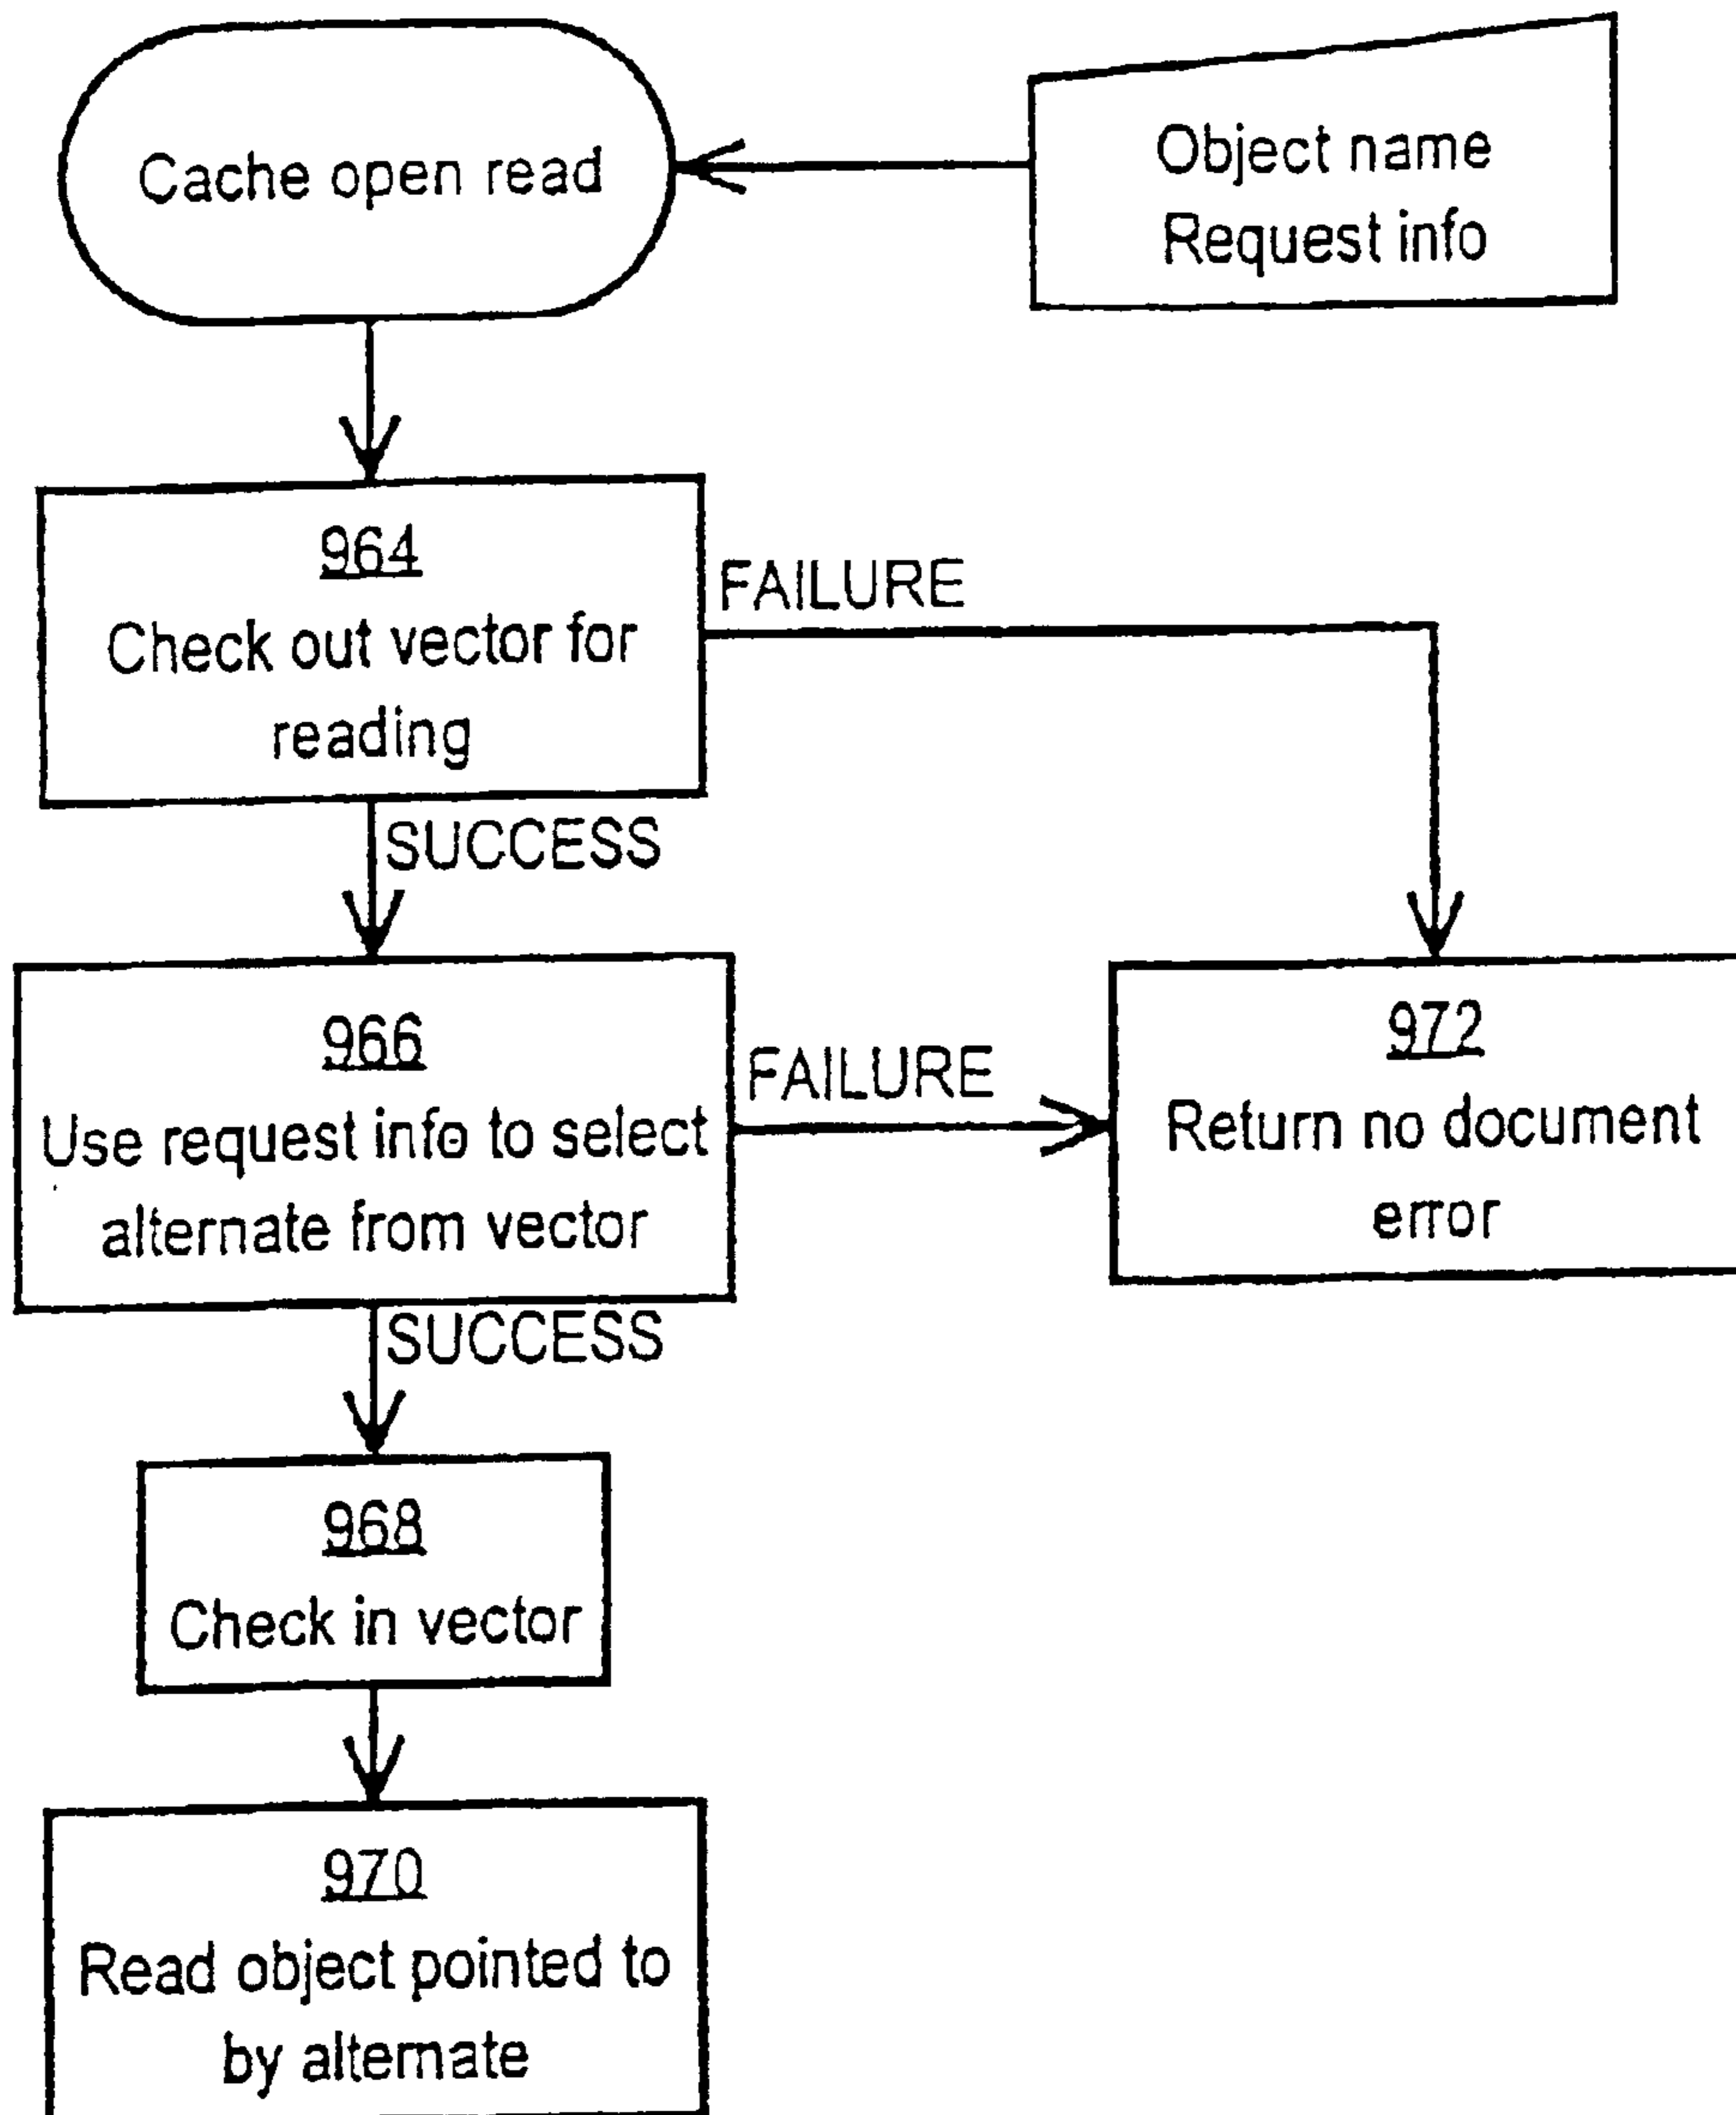 Cache open read
Object name
Request info
964
Check out vector for
reading
FAILURE
SUCCESS
966
Use request info to select
alternate from vector
FAILURE
972
Return no document
error
SUCCESS
968
Check in vector
970
Read object pointed to
by alternate